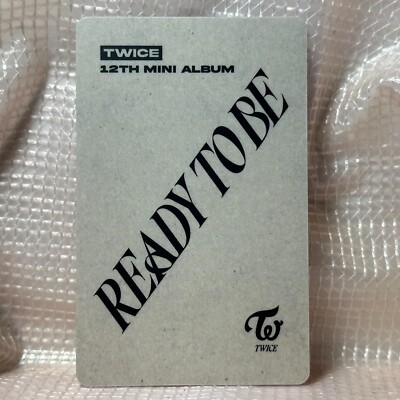 TWICE
12TH MINI ALBUM
READY TO BE
TWICE